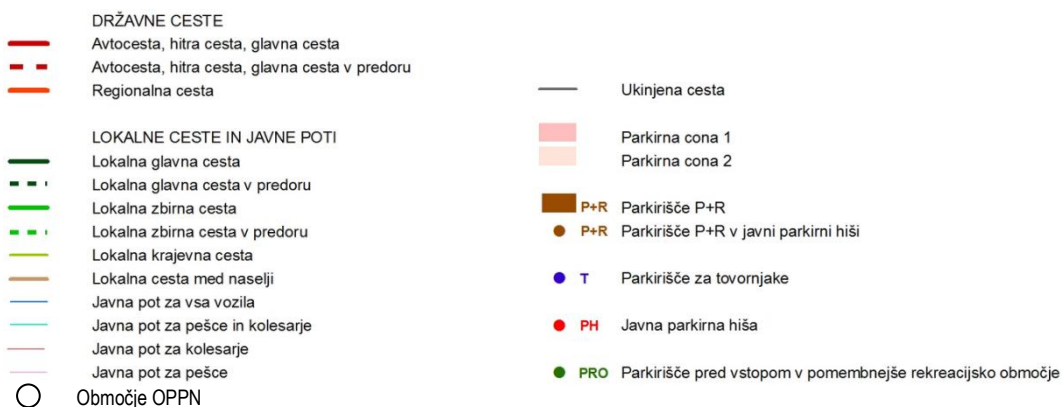 DRŽAVNE CESTE
Avtocesta, hitra cesta, glavna cesta
Avtocesta, hitra cesta, glavna cesta v predoru
Regionalna cesta
LOKALNE CESTE IN JAVNE POTI
Lokalna glavna cesta
Lokalna glavna cesta v predoru
Lokalna zbirna cesta
Lokalna zbirna cesta v predoru
Lokalna krajevna cesta
Lokalna cesta med naselji
Javna pot za vsa vozila
Javna pot za pešce in kolesarje
Javna pot za kolesarje
Javna pot za pešce
Območje OPPN
Ukinjena cesta
Parkirna cona 1
Parkirna cona 2
P+R Parkirišče P+R
P+R Parkirišče P+R v javni parkirni hiši
T Parkirišče za tovornjake
PH Javna parkirna hiša
PRO Parkirišče pred vstopom v pomembnejše rekreacijsko območje